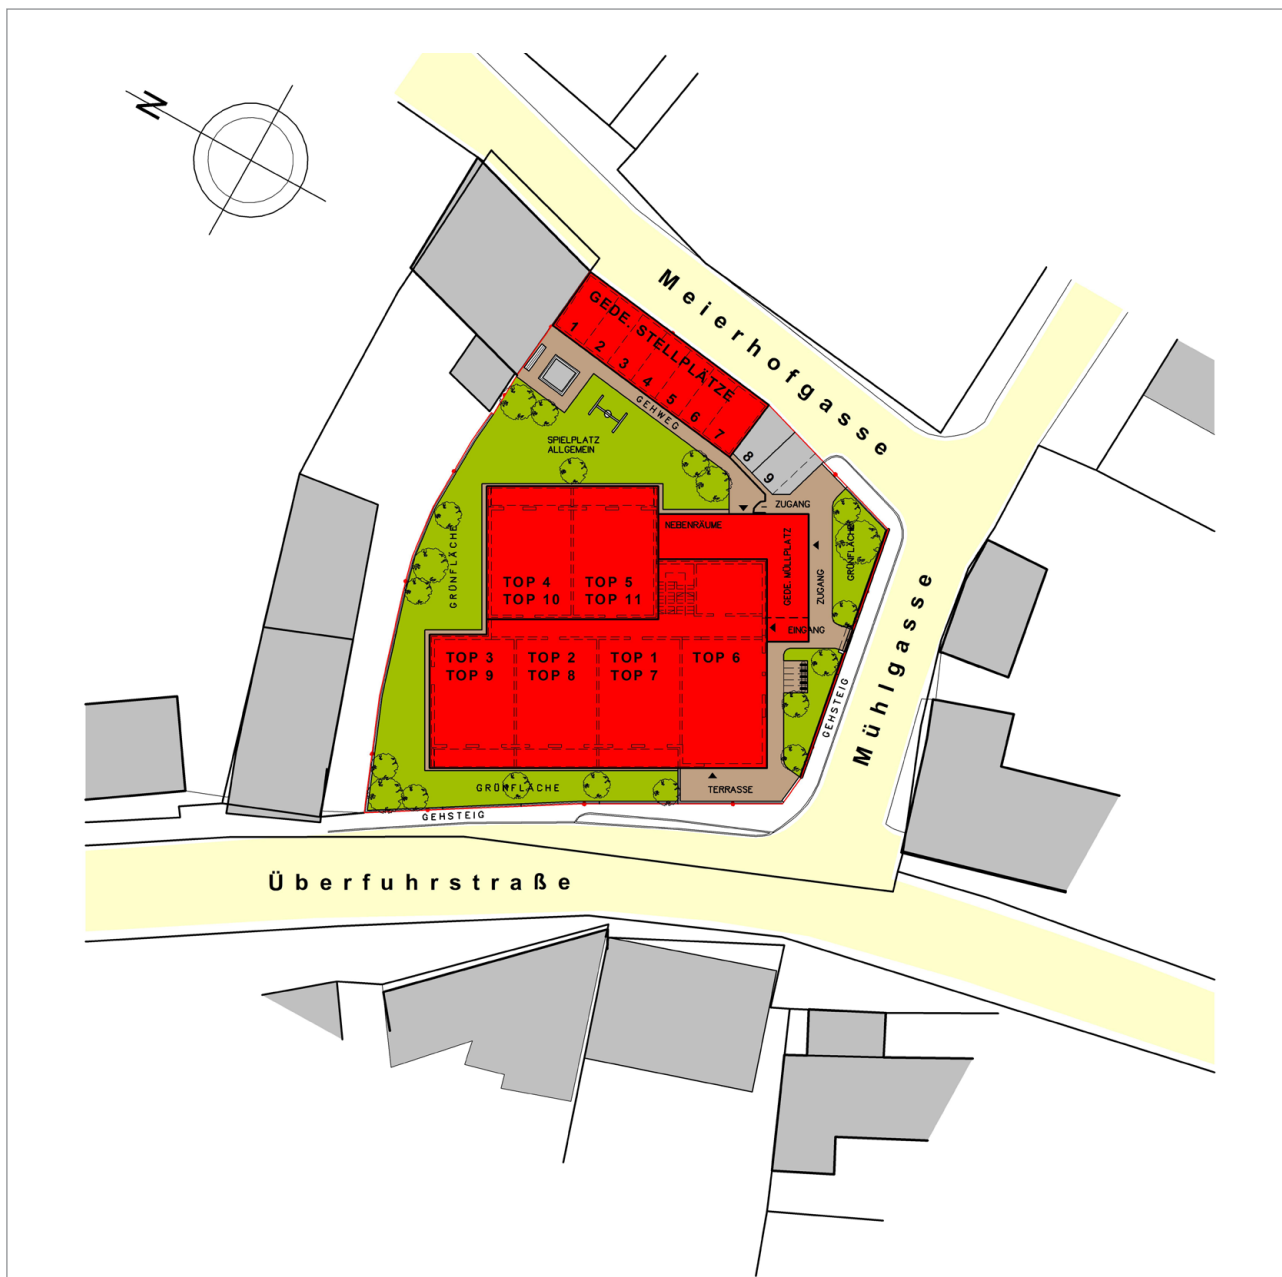 N
Meierhofgasse
GEDE. STELLPLÄTZE
1
2
3
4
5
6
7
8
9
GEHWEG
SPIELPLATZ
ALLGEMEIN
ZUGANG
NEBENRÄUME
GEDE. MÜLLPLATZ
ZUGANG
GRÜNFLÄCHE
GRÜNFLÄCHE
TOP 4
TOP 10
TOP 5
TOP 11
EINGANG
TOP 3
TOP 9
TOP 2
TOP 8
TOP 1
TOP 7
TOP 6
GEHSTEIG
Mühlgasse
GRÜNFLÄCHE
TERRASSE
GEHSTEIG
Überfuhrstraße